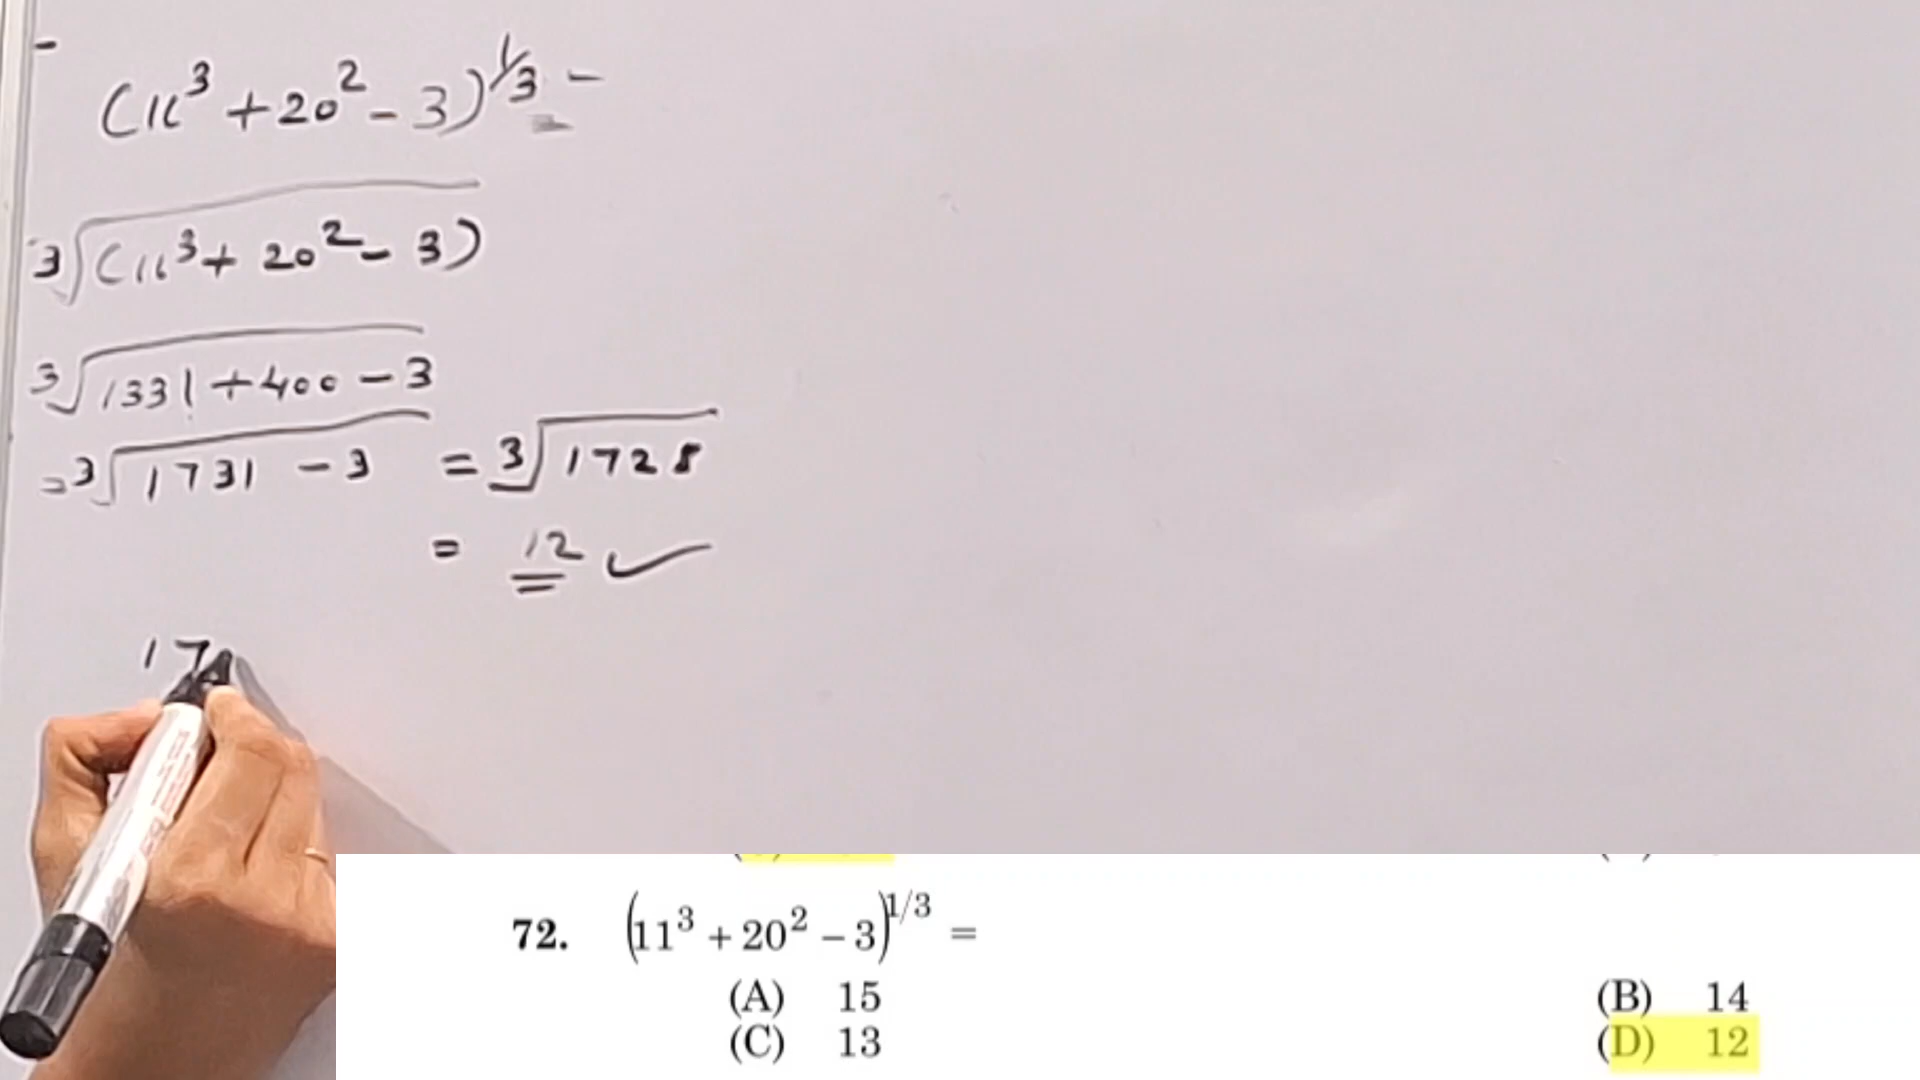 (11³ + 20² - 3)^1/3 -
³√(11³ + 20² - 3)
³√1331 + 400 - 3
= ³√1731 - 3 = ³√1728
= 12 ✓
17
72. (11³ + 20² − 3)^1/3 =
(A) 15 (B) 14
(C) 13 (D) 12